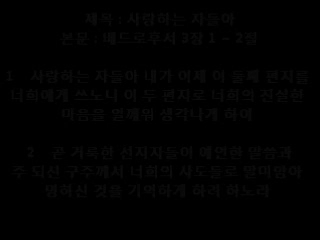 제목 : 사랑하는 자들아
본문 : 베드로후서 3장 1 – 2절
1 사랑하는 자들아 내가 이제 이 둘째 편지를
너희에게 쓰노니 이 두 편지로 너희의 진실한
마음을 일깨워 생각나게 하여
2 곧 거룩한 선지자들이 예언한 말씀과
주 되신 구주께서 너희의 사도들로 말미암아
명하신 것을 기억하게 하려 하노라